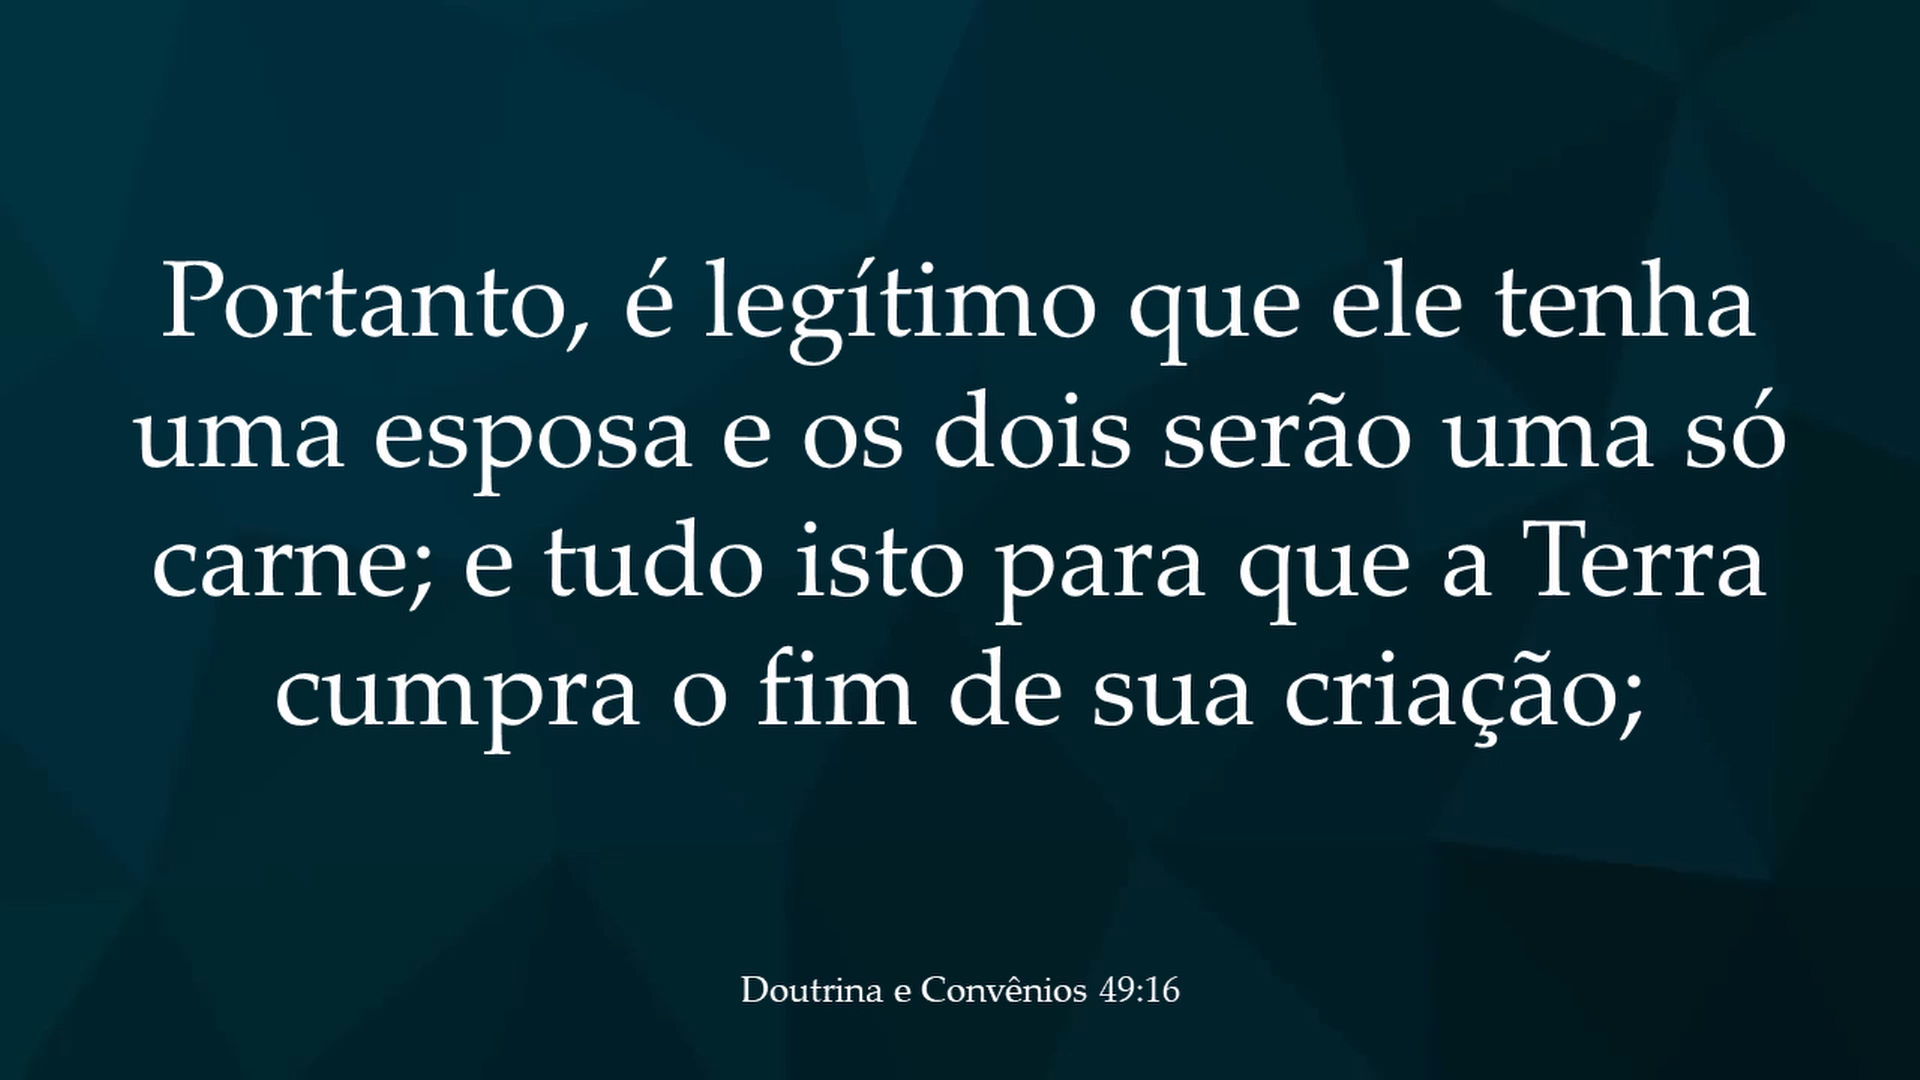 Portanto, é legítimo que ele tenha
uma esposa e os dois serão uma só
carne; e tudo isto para que a Terra
cumpra o fim de sua criação;
Doutrina e Convênios 49:16